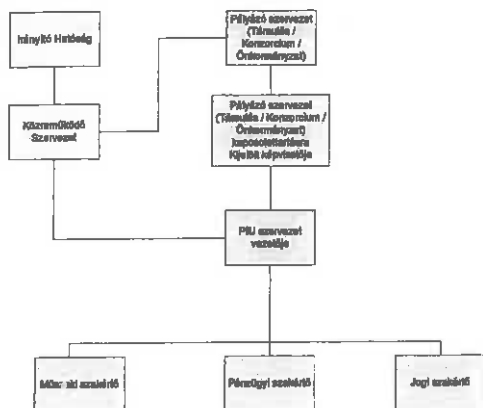 Irányító Hatóság
Pályázó szervezet
(Társulás /
Konzorcium /
Önkormányzat)
Közreműködő
Szervezet
Pályázó szervezet
(Társulás / Konzorcium /
Önkormányzat)
kapcsolattartásra
Kijelölt képviselője
PIU szervezet
vezetője
Műszaki szakértő
Pénzügyi szakértő
Jogi szakértő